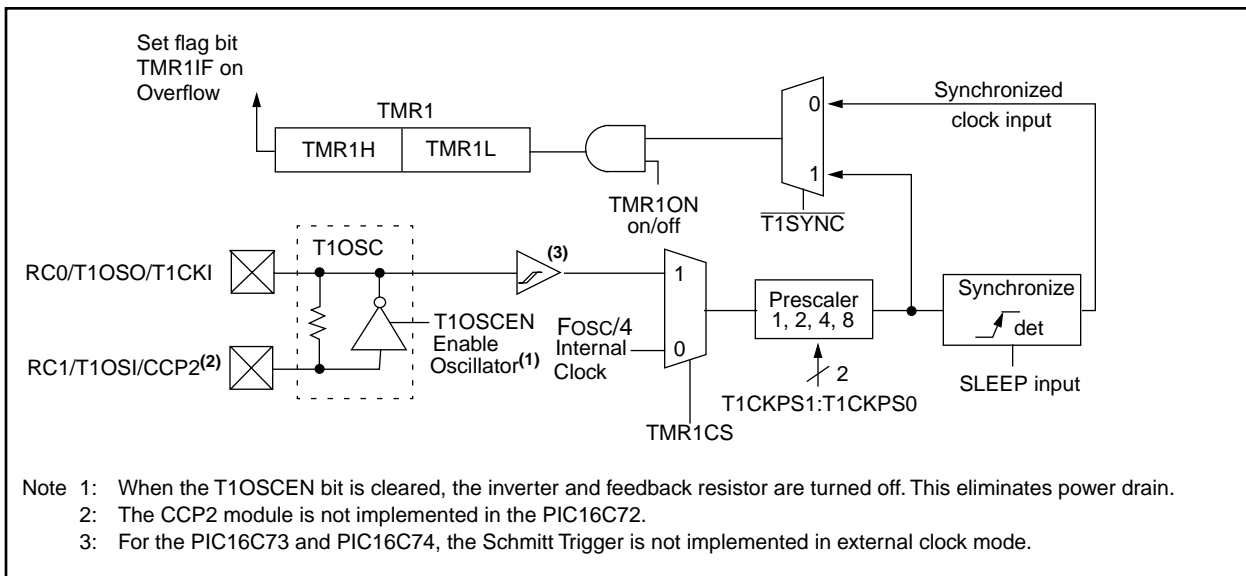 Set flag bit
TMR1IF on
Overflow
TMR1
TMR1H
TMR1L
0
1
Synchronized
clock input
TMR1ON
on/off
T1SYNC
T1OSC
RC0/T1OSO/T1CKI
(3)
1
0
Prescaler
1, 2, 4, 8
Synchronize
det
T1OSCEN
Enable
Oscillator(1)
FOSC/4
Internal
Clock
RC1/T1OSI/CCP2(2)
2
T1CKPS1:T1CKPS0
SLEEP input
TMR1CS
Note 1: When the T1OSCEN bit is cleared, the inverter and feedback resistor are turned off. This eliminates power drain.
2: The CCP2 module is not implemented in the PIC16C72.
3: For the PIC16C73 and PIC16C74, the Schmitt Trigger is not implemented in external clock mode.